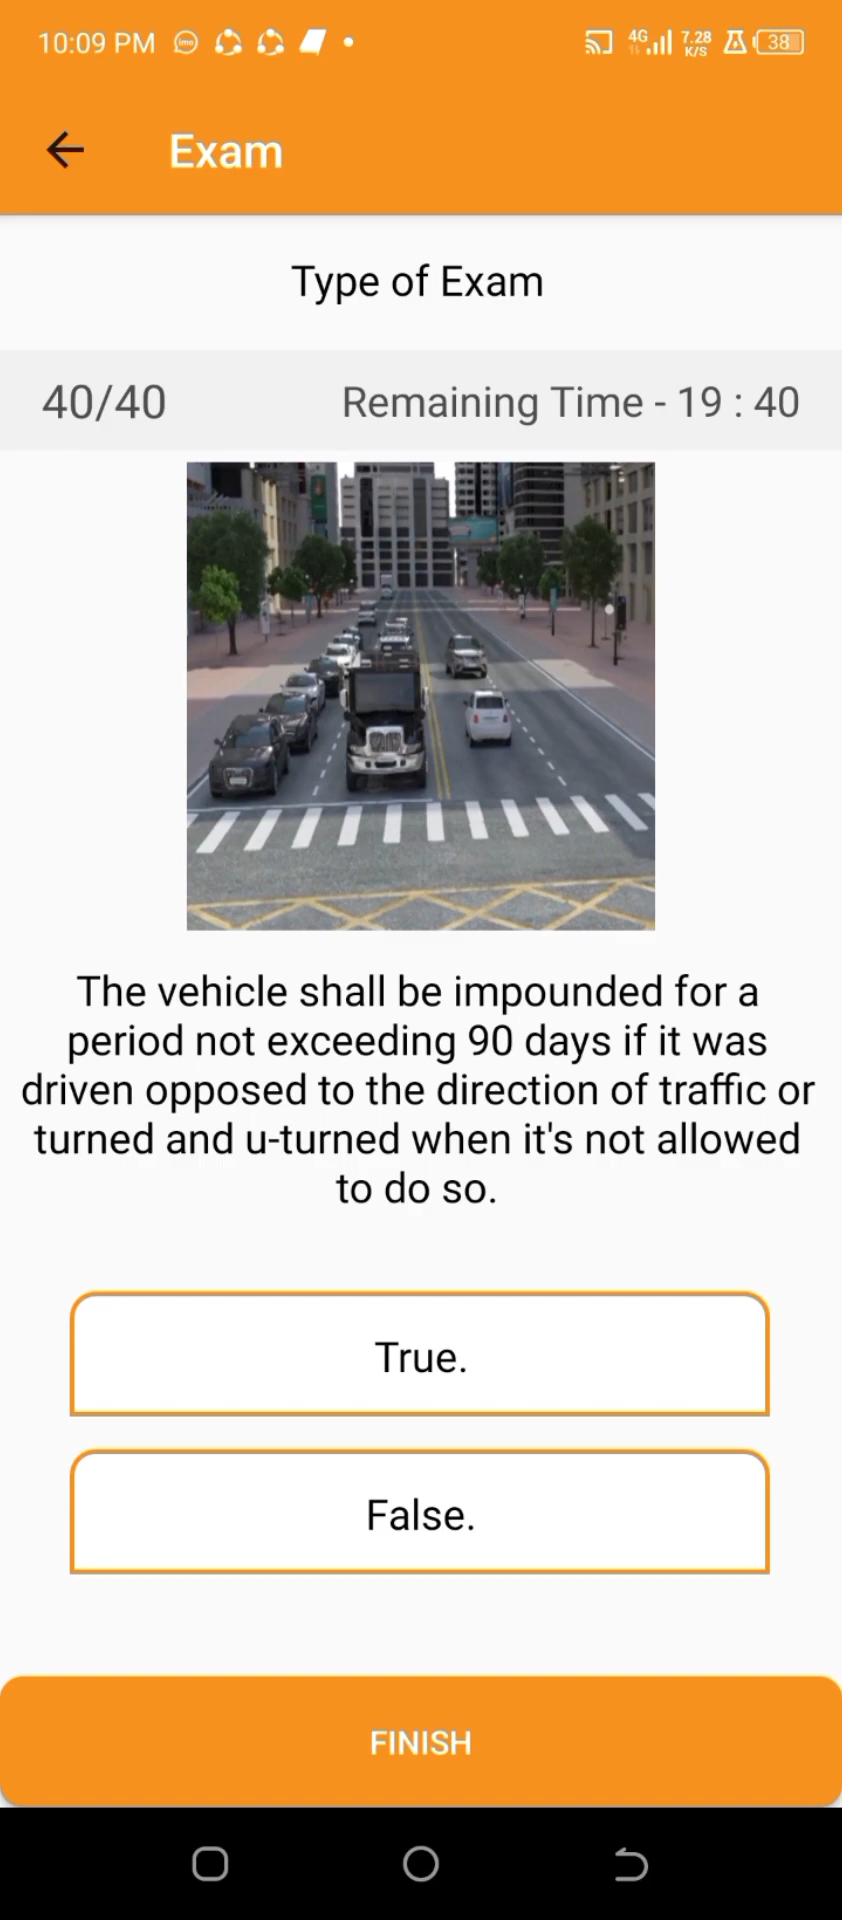 10:09 PM imo 4G 7.28 K/S 38
Exam
Type of Exam
40/40 Remaining Time - 19 : 40
The vehicle shall be impounded for a
period not exceeding 90 days if it was
driven opposed to the direction of traffic or
turned and u-turned when it's not allowed
to do so.
True.
False.
FINISH